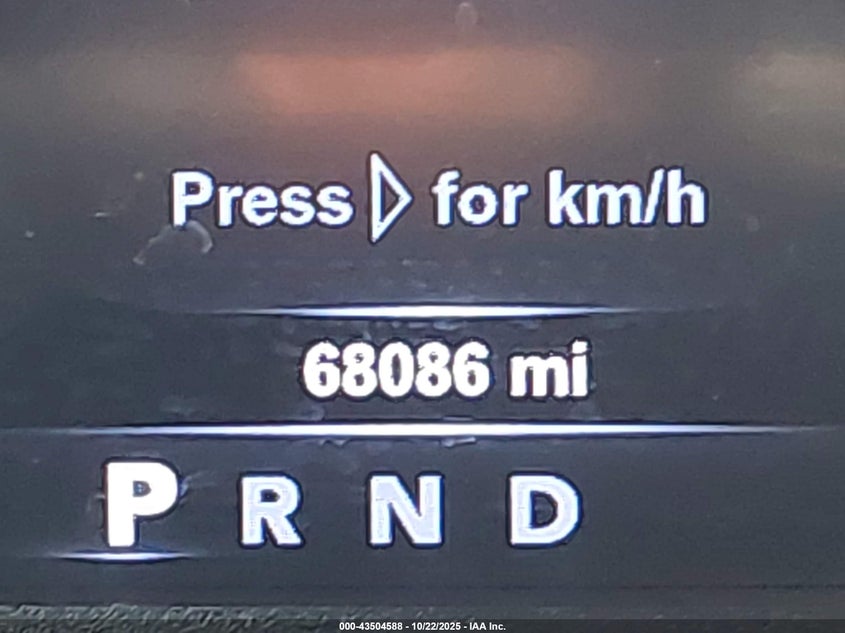 Press ▷ for km/h
68086 mi
P R N D
000-43504588 - 10/22/2025 - IAA Inc.